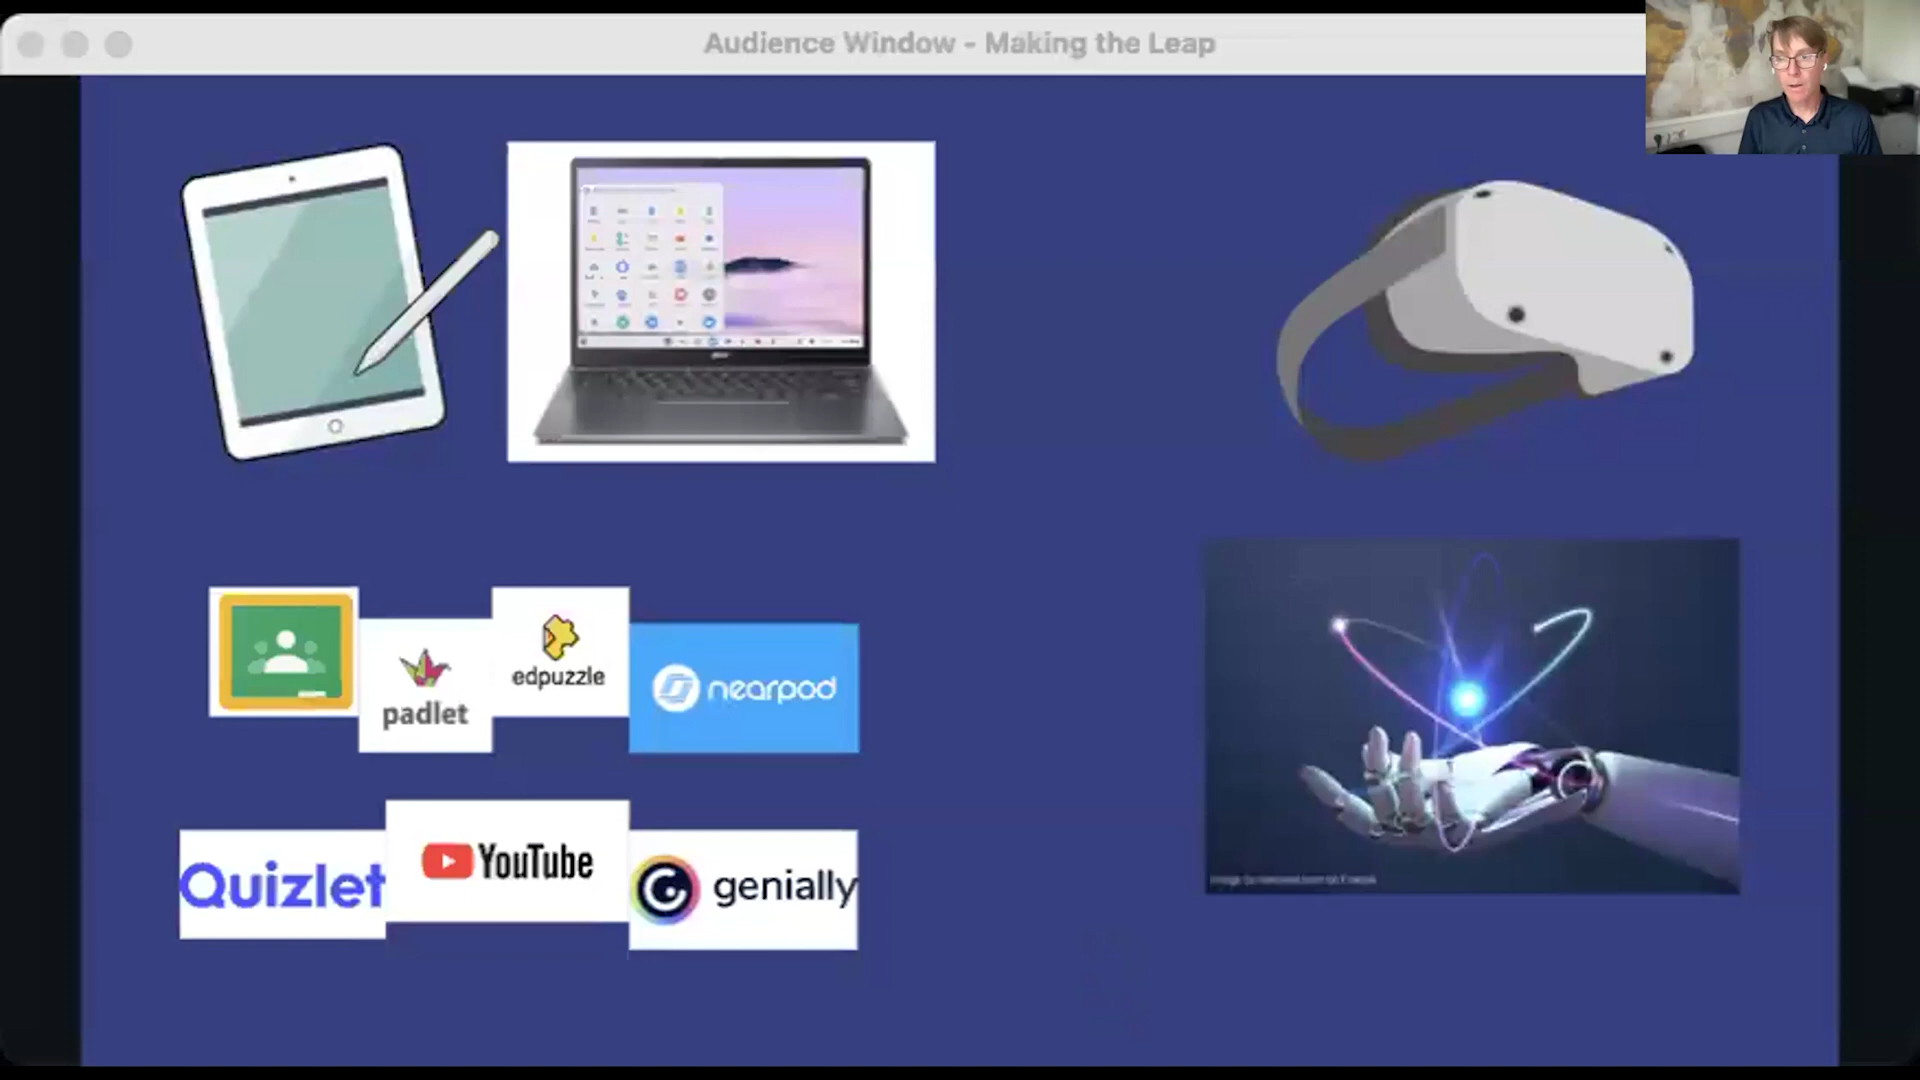 Audience Window - Making the Leap
padlet
edpuzzle
nearpod
Quizlet
YouTube
genially